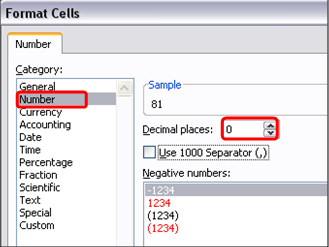 Format Cells
Number
Category:
General
Number
Currency
Accounting
Date
Time
Percentage
Fraction
Scientific
Text
Special
Custom
Sample
81
Decimal places: 0
Use 1000 Separator (,)
Negative numbers:
-1234
1234
(1234)
(1234)